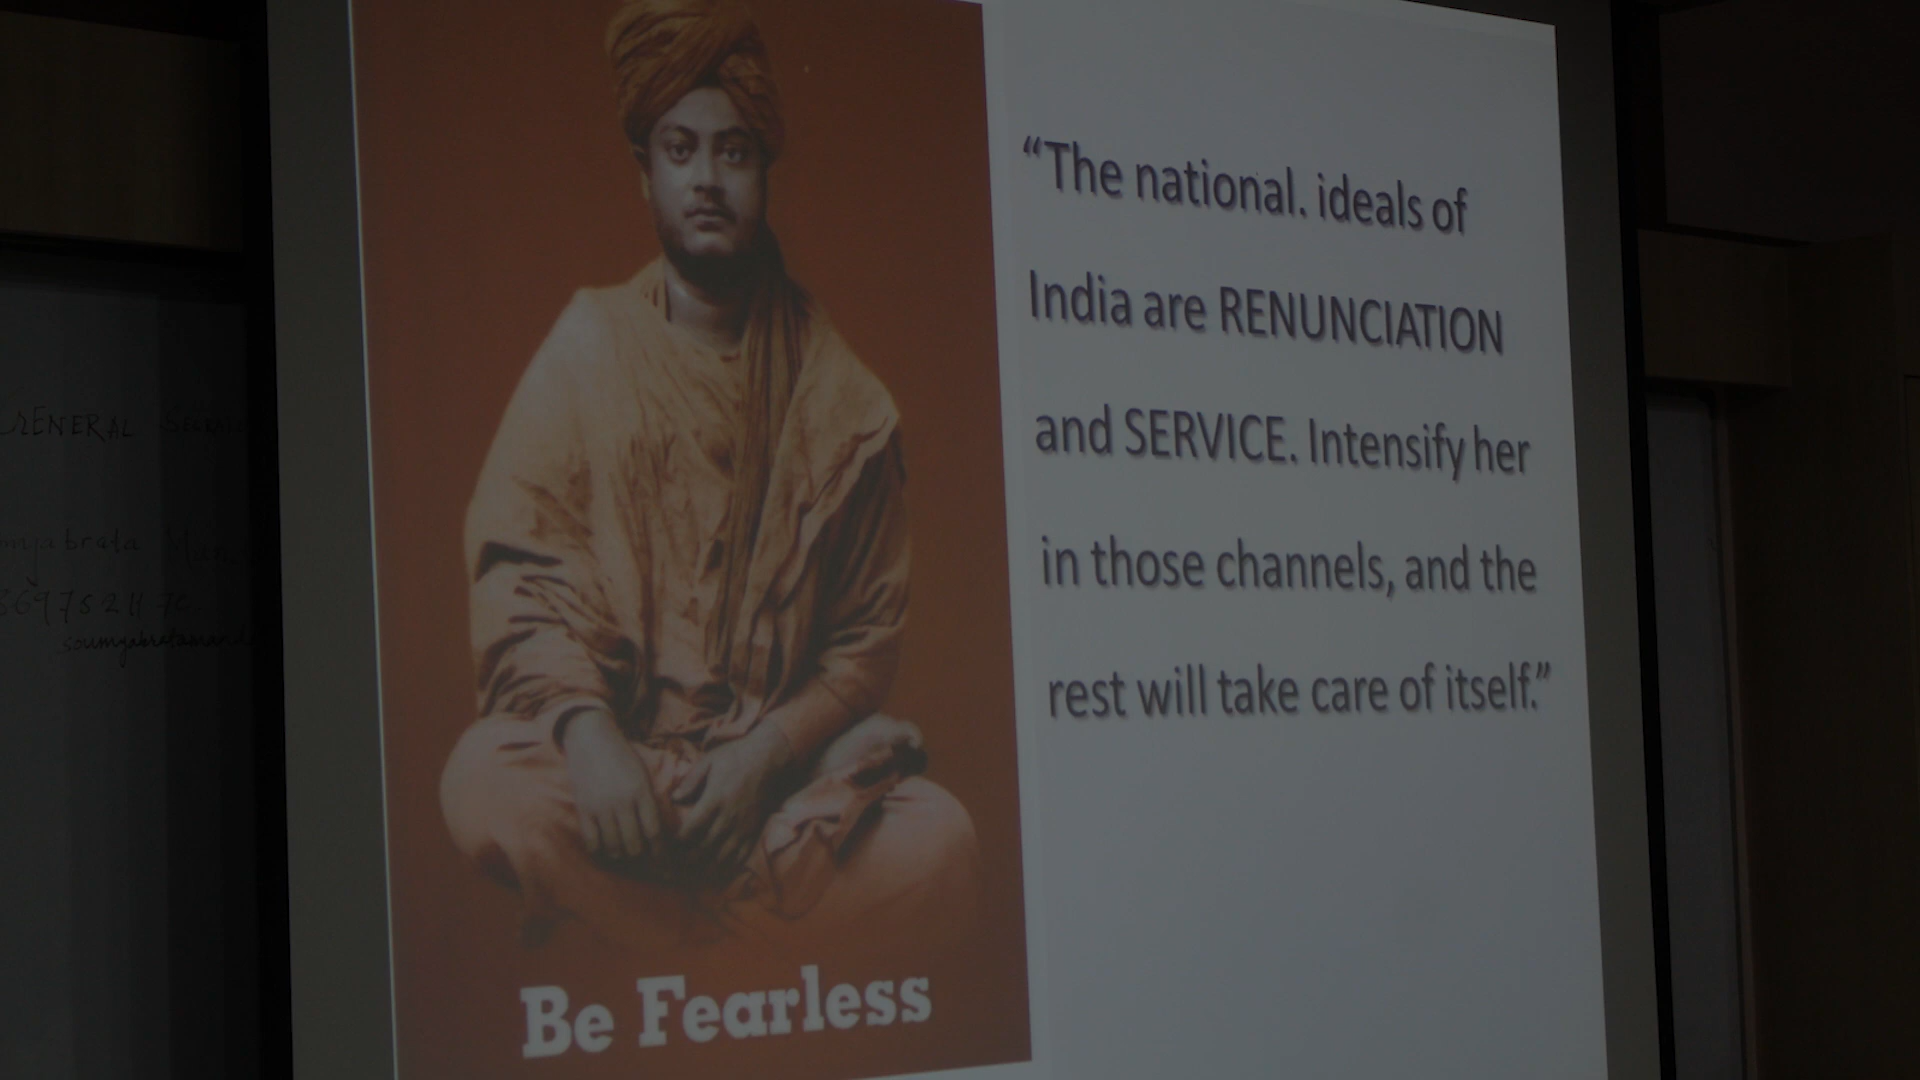 “The national. ideals of
India are RENUNCIATION
and SERVICE. Intensify her
in those channels, and the
rest will take care of itself.”
Be Fearless
GENERAL